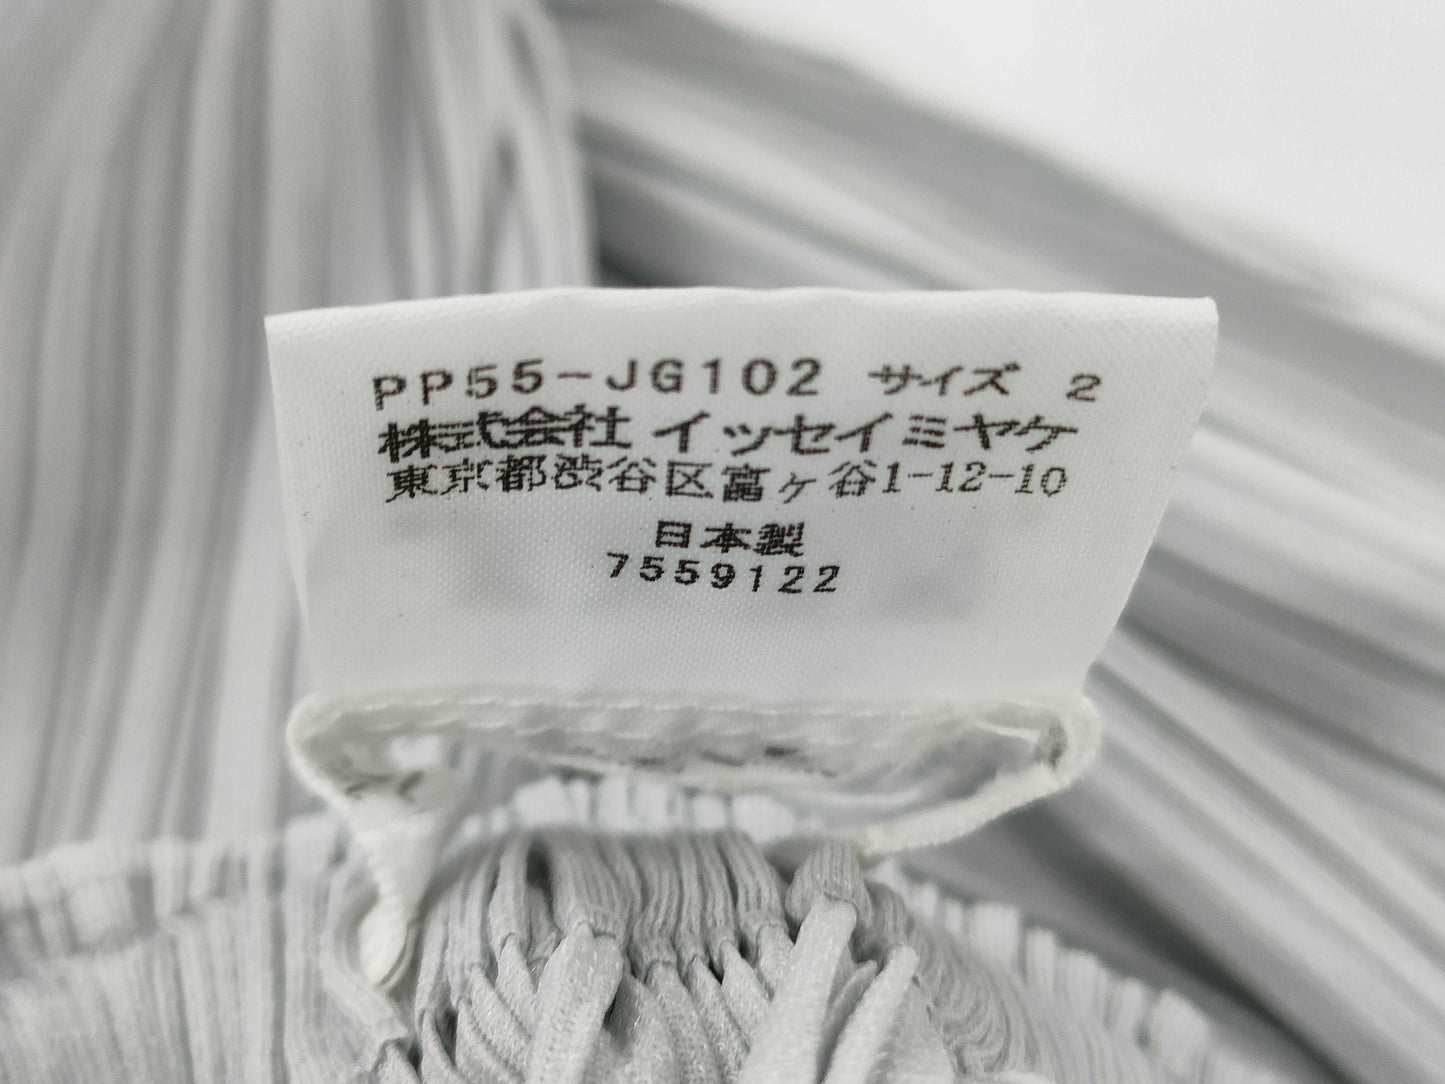 PP55-JG102 サイズ 2
株式会社 イッセイミヤケ
東京都渋谷区富ヶ谷1-12-10
日本製
7559122